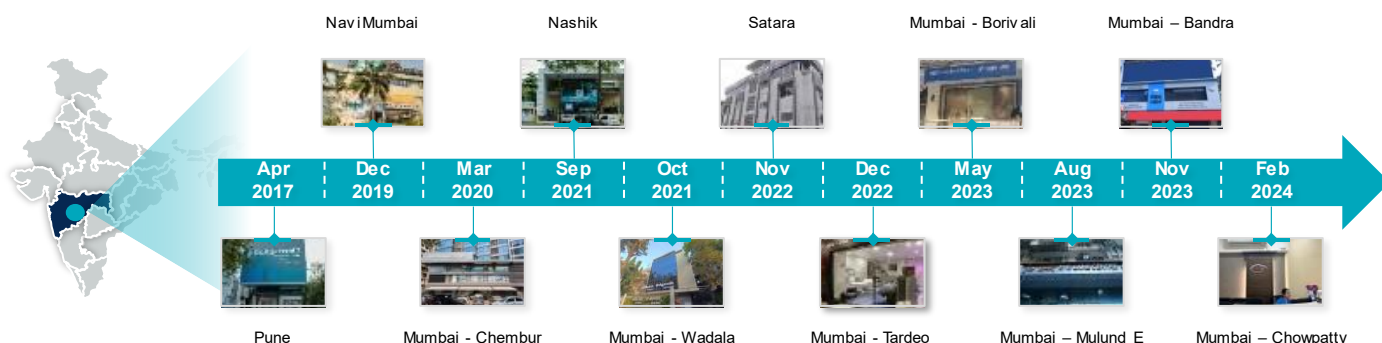 Navi Mumbai
Nashik
Satara
Mumbai - Borivali
Mumbai – Bandra
Apr
2017
Dec
2019
Mar
2020
Sep
2021
Oct
2021
Nov
2022
Dec
2022
May
2023
Aug
2023
Nov
2023
Feb
2024
Pune
Mumbai - Chembur
Mumbai - Wadala
Mumbai - Tardeo
Mumbai – Mulund E
Mumbai – Chowpatty